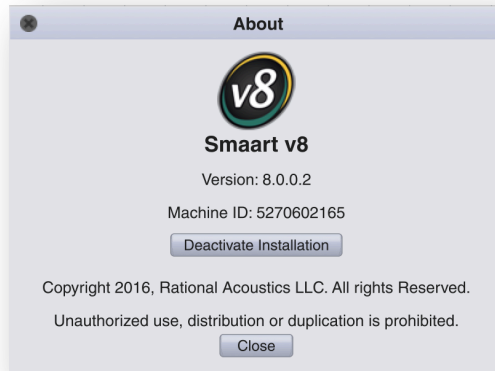 About
v8
Smaart v8
Version: 8.0.0.2
Machine ID: 5270602165
Deactivate Installation
Copyright 2016, Rational Acoustics LLC. All rights Reserved.
Unauthorized use, distribution or duplication is prohibited.
Close